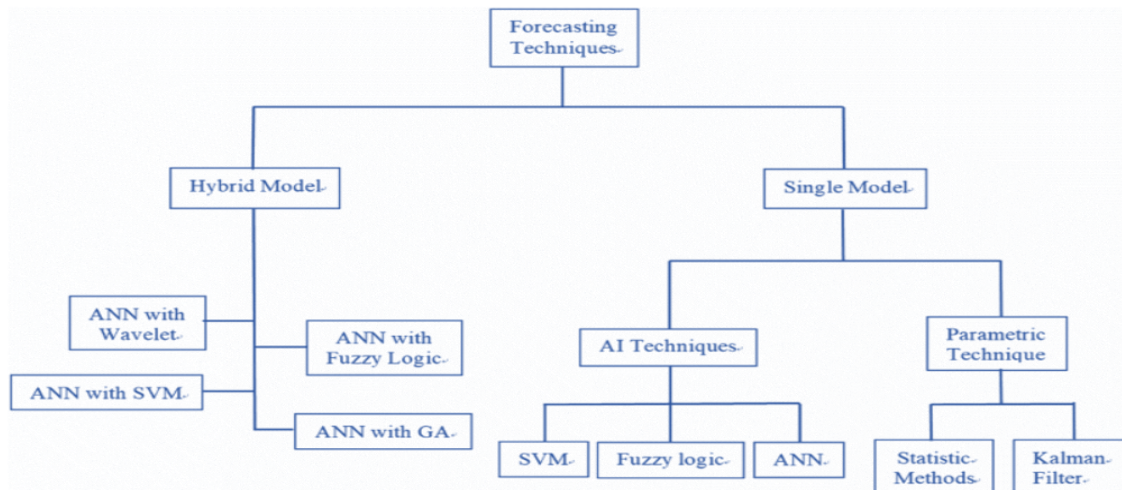 Forecasting
Techniques
Hybrid Model
Single Model
ANN with
Wavelet
ANN with
Fuzzy Logic
ANN with SVM
ANN with GA
AI Techniques
Parametric
Technique
SVM
Fuzzy logic
ANN
Statistic
Methods
Kalman
Filter